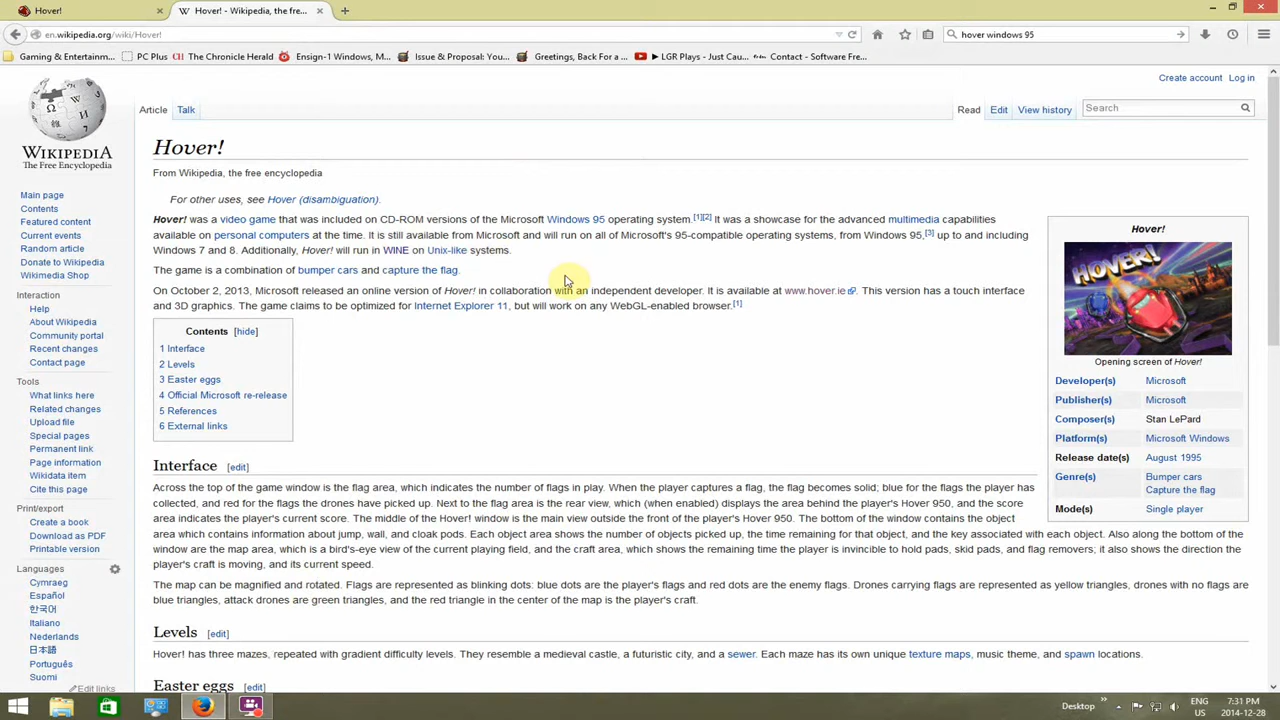 Hover!
Hover! - Wikipedia, the fre...
en.wikipedia.org/wiki/Hover!
hover windows 95
Gaming & Entertainm...
PC Plus
CH The Chronicle Herald
Ensign-1 Windows, M...
Issue & Proposal: You...
Greetings, Back For a ...
► LGR Plays - Just Cau...
Contact - Software Fre...
Create account Log in
Article Talk
Read Edit View history
Search
WIKIPEDIA
The Free Encyclopedia
Main page
Contents
Featured content
Current events
Random article
Donate to Wikipedia
Wikimedia Shop
Interaction
Help
About Wikipedia
Community portal
Recent changes
Contact page
Tools
What links here
Related changes
Upload file
Special pages
Permanent link
Page information
Wikidata item
Cite this page
Print/export
Create a book
Download as PDF
Printable version
Languages
Cymraeg
Español
한국어
Italiano
Nederlands
日本語
Português
Suomi
Edit links
Hover!
From Wikipedia, the free encyclopedia
For other uses, see Hover (disambiguation).
Hover! was a video game that was included on CD-ROM versions of the Microsoft Windows 95 operating system.[1][2] It was a showcase for the advanced multimedia capabilities
available on personal computers at the time. It is still available from Microsoft and will run on all of Microsoft's 95-compatible operating systems, from Windows 95,[3] up to and including
Windows 7 and 8. Additionally, Hover! will run in WINE on Unix-like systems.
The game is a combination of bumper cars and capture the flag.
On October 2, 2013, Microsoft released an online version of Hover! in collaboration with an independent developer. It is available at www.hover.ie. This version has a touch interface
and 3D graphics. The game claims to be optimized for Internet Explorer 11, but will work on any WebGL-enabled browser.[1]
Contents [hide]
1 Interface
2 Levels
3 Easter eggs
4 Official Microsoft re-release
5 References
6 External links
Hover!
HOVER!
Opening screen of Hover!
Developer(s) Microsoft
Publisher(s) Microsoft
Composer(s) Stan LePard
Platform(s) Microsoft Windows
Release date(s) August 1995
Genre(s) Bumper cars
Capture the flag
Mode(s) Single player
Interface [edit]
Across the top of the game window is the flag area, which indicates the number of flags in play. When the player captures a flag, the flag becomes solid; blue for the flags the player has
collected, and red for the flags the drones have picked up. Next to the flag area is the rear view, which (when enabled) displays the area behind the player's Hover 950, and the score
area indicates the player's current score. The middle of the Hover! window is the main view outside the front of the player's Hover 950. The bottom of the window contains the object
area which contains information about jump, wall, and cloak pods. Each object area shows the number of objects picked up, the time remaining for that object, and the key associated with each object. Also along the bottom of the
window are the map area, which is a bird's-eye view of the current playing field, and the craft area, which shows the remaining time the player is invincible to hold pads, skid pads, and flag removers; it also shows the direction the
player's craft is moving, and its current speed.
The map can be magnified and rotated. Flags are represented as blinking dots: blue dots are the player's flags and red dots are the enemy flags. Drones carrying flags are represented as yellow triangles, drones with no flags are
blue triangles, attack drones are green triangles, and the red triangle in the center of the map is the player's craft.
Levels [edit]
Hover! has three mazes, repeated with gradient difficulty levels. They resemble a medieval castle, a futuristic city, and a sewer. Each maze has its own unique texture maps, music theme, and spawn locations.
Easter eggs [edit]
Desktop
ENG
US
7:31 PM
2014-12-28